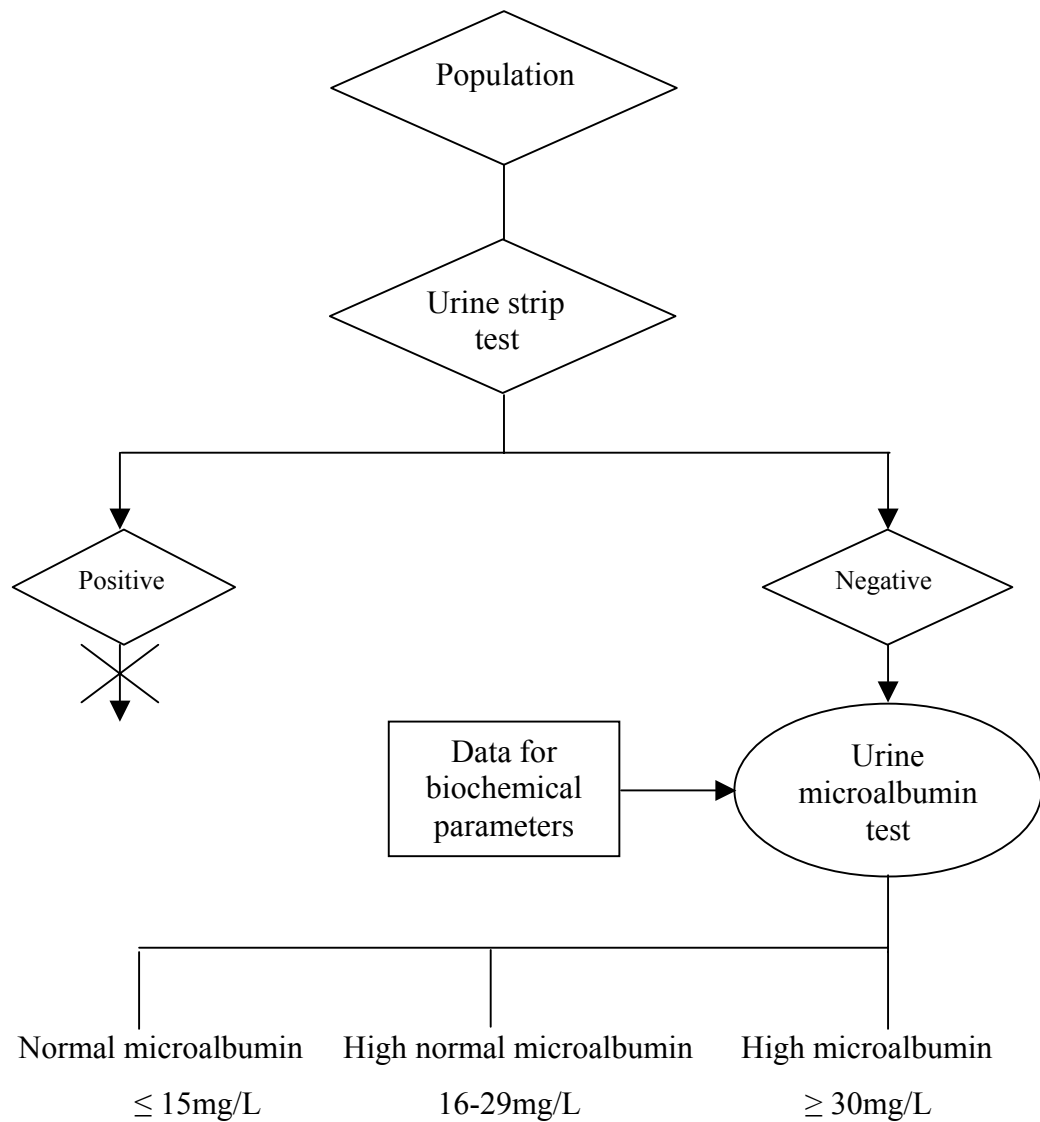 Population
Urine strip
test
Positive
Negative
Data for
biochemical
parameters
Urine
microalbumin
test
Normal microalbumin
≤ 15mg/L
High normal microalbumin
16-29mg/L
High microalbumin
≥ 30mg/L